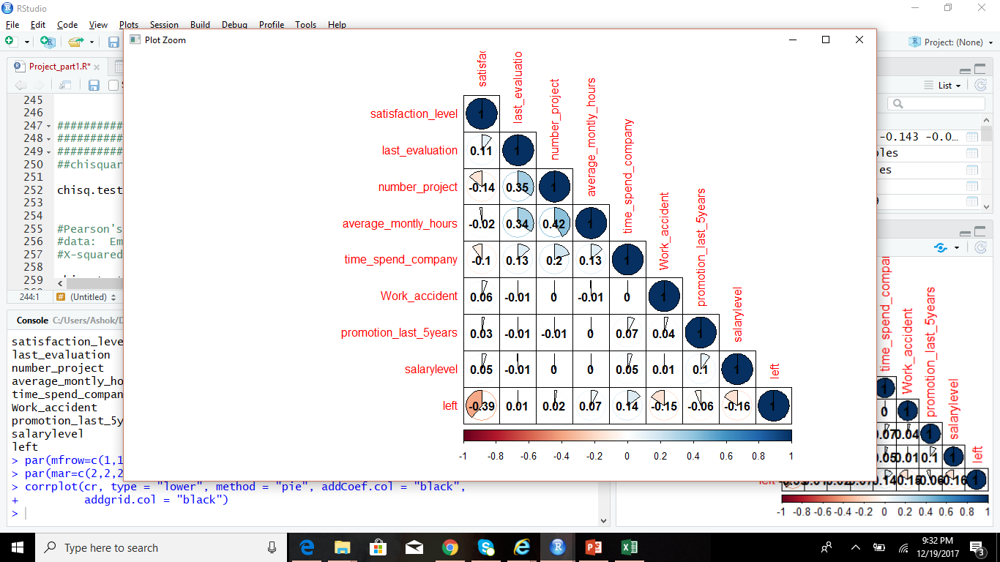 RStudio
File Edit Code View Plots Session Build Debug Profile Tools Help
Project: (None)
Plot Zoom
Project_part1.R*
List
245
246
247 ###########
248 ###########
249 ###########
250 ##chisquar
251
252 chisq.test
253
254
255 #Pearson's
256 #data: Em
257 #X-squared
258
259
244:1 (Untitled)
Console C:/Users/Ashok/D
satisfaction_leve
last_evaluation
number_project
average_montly_ho
time_spend_compan
Work_accident
promotion_last_5y
salarylevel
left
> par(mfrow=c(1,1
> par(mar=c(2,2,2
> corrplot(cr, type = "lower", method = "pie", addCoef.col = "black",
+ addgrid.col = "black")
>
satisfac
last_evaluatio
number_project
average_montly_hours
time_spend_company
Work_accident
promotion_last_5years
salarylevel
left
satisfaction_level 1
last_evaluation 0.11 1
number_project -0.14 0.35 1
average_montly_hours -0.02 0.34 0.42 1
time_spend_company -0.1 0.13 0.2 0.13 1
Work_accident 0.06 -0.01 0 -0.01 0 1
promotion_last_5years 0.03 -0.01 -0.01 0 0.07 0.04 1
salarylevel 0.05 -0.01 0 0 0.05 0.01 0.1 1
left -0.39 0.01 0.02 0.07 0.14 -0.15 -0.06 -0.16 1
-1 -0.8 -0.6 -0.4 -0.2 0 0.2 0.4 0.6 0.8 1
-0.143 -0.0...
bles
es
9
time_spend_compa
Work_accident
promotion_last_5years
salarylevel
left
1
0 1
0.07 0.04 1
0.05 0.01 0.1 1
0.14 -0.15 -0.06 -0.16 1
-1 -0.8 -0.6 -0.4 -0.2 0 0.2 0.4 0.6 0.8 1
Type here to search
9:32 PM
12/19/2017
3